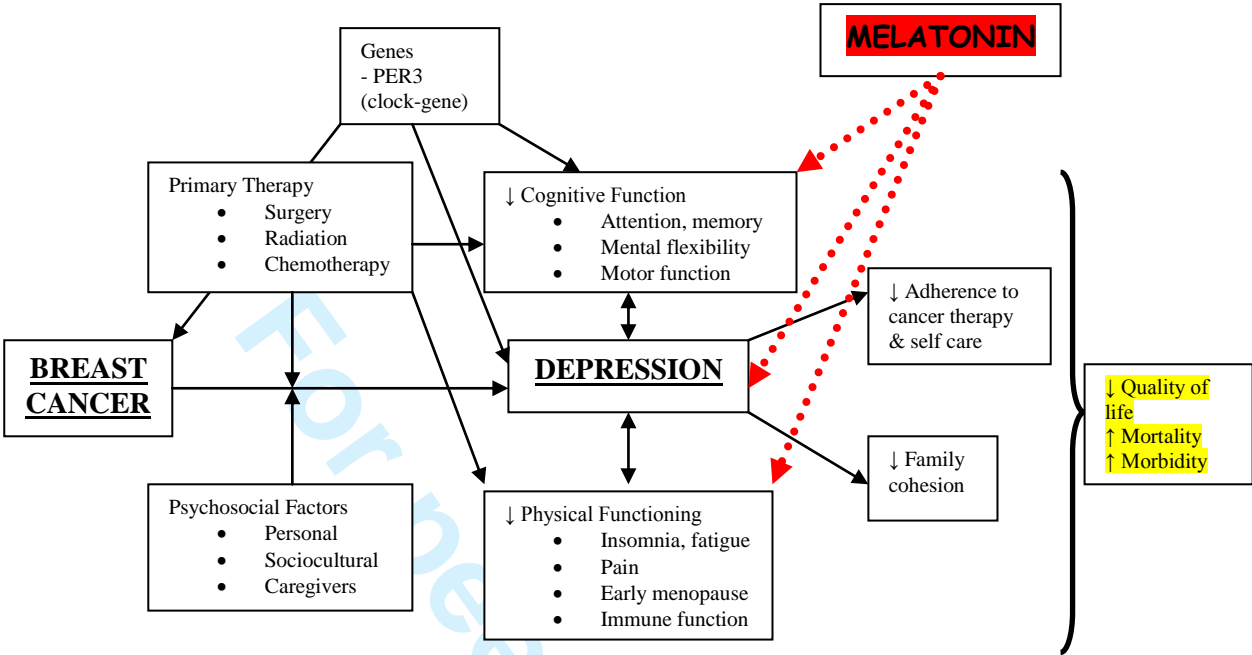 MELATONIN
Genes
- PER3
(clock-gene)
Primary Therapy
• Surgery
• Radiation
• Chemotherapy
↓ Cognitive Function
• Attention, memory
• Mental flexibility
• Motor function
↓ Adherence to
cancer therapy
& self care
BREAST
CANCER
DEPRESSION
↓ Quality of
life
↑ Mortality
↑ Morbidity
↓ Family
cohesion
Psychosocial Factors
• Personal
• Sociocultural
• Caregivers
↓ Physical Functioning
• Insomnia, fatigue
• Pain
• Early menopause
• Immune function
For pee